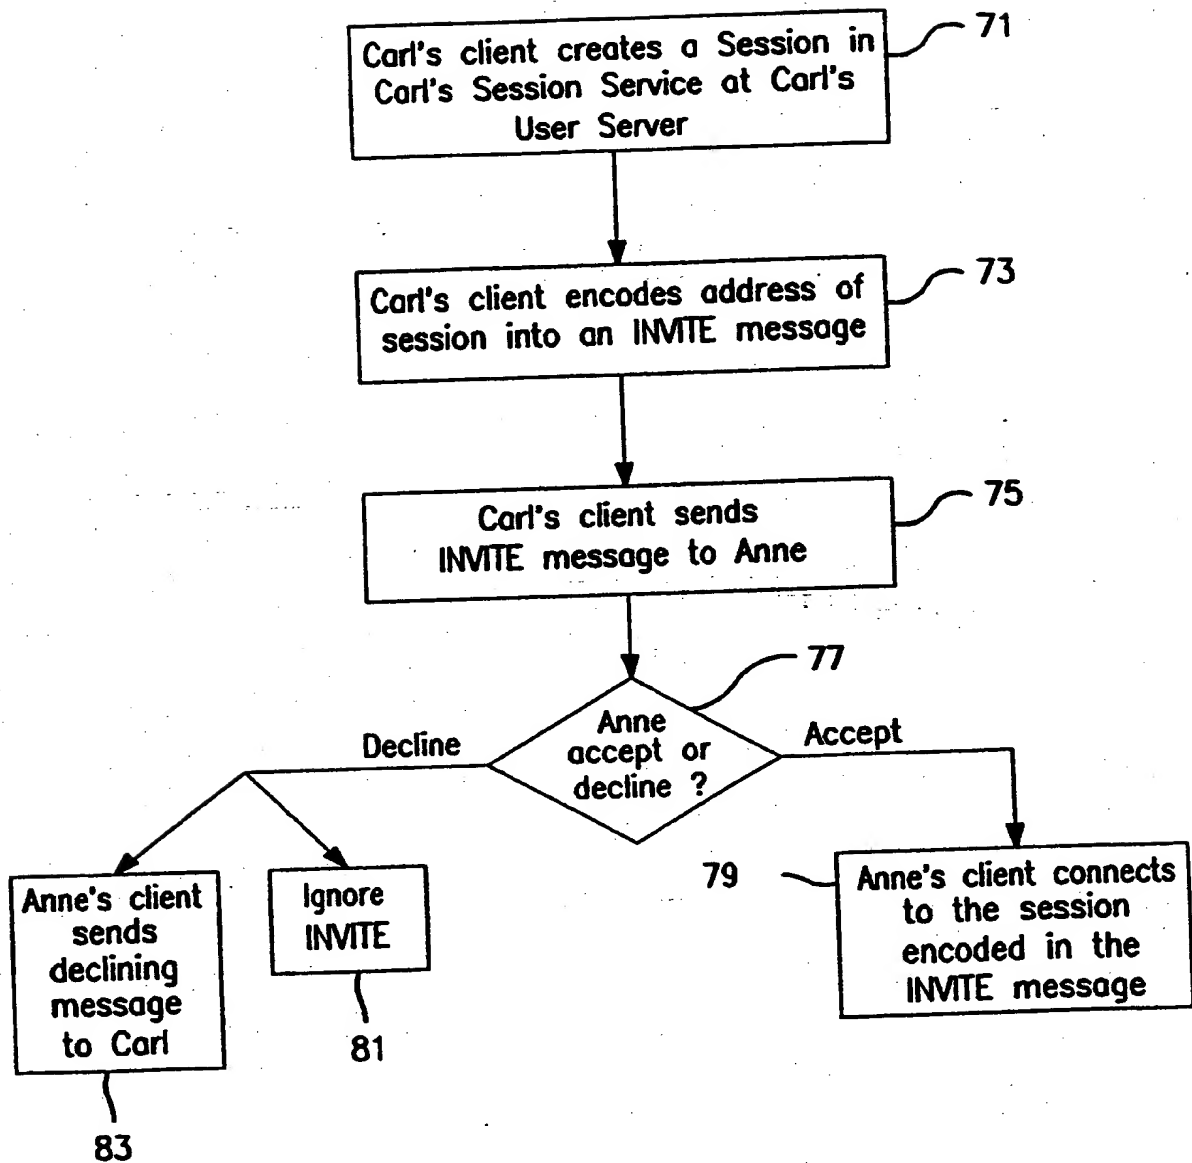 71
Carl's client creates a Session in
Carl's Session Service at Carl's
User Server
73
Carl's client encodes address of
session into an INVITE message
75
Carl's client sends
INVITE message to Anne
77
Anne
accept or
decline ?
Decline
Accept
Anne's client
sends
declining
message
to Carl
83
Ignore
INVITE
81
79
Anne's client connects
to the session
encoded in the
INVITE message